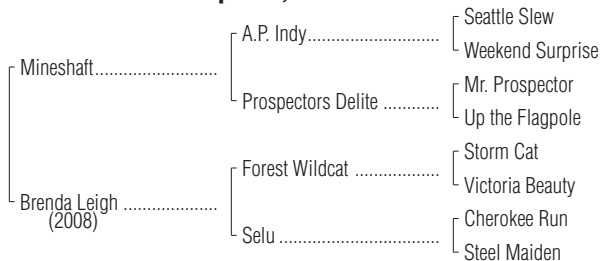 Seattle Slew
A.P. Indy
Weekend Surprise
Mineshaft
Mr. Prospector
Prospectors Delite
Up the Flagpole
Storm Cat
Forest Wildcat
Victoria Beauty
Brenda Leigh
(2008)
Cherokee Run
Selu
Steel Maiden